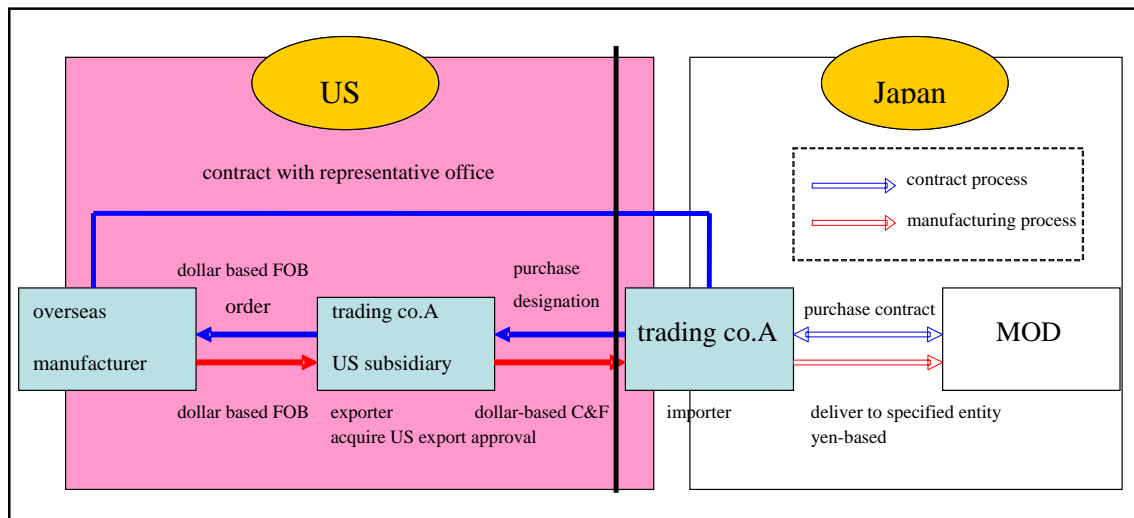 US
Japan
contract with representative office
contract process
manufacturing process
dollar based FOB
order
purchase
designation
overseas
manufacturer
trading co.A
US subsidiary
trading co.A
purchase contract
MOD
dollar based FOB
exporter
acquire US export approval
dollar-based C&F
importer
deliver to specified entity
yen-based